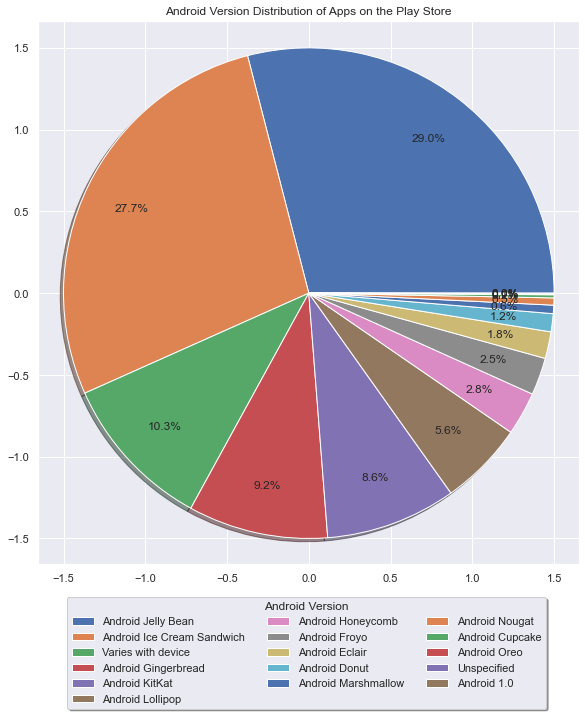 Android Version Distribution of Apps on the Play Store
1.5
1.0
0.5
0.0
−0.5
−1.0
−1.5
29.0%
27.7%
10.3%
9.2%
8.6%
5.6%
2.8%
2.5%
1.8%
1.2%
0.6%
−1.5 −1.0 −0.5 0.0 0.5 1.0 1.5
Android Version
Android Jelly Bean Android Honeycomb Android Nougat
Android Ice Cream Sandwich Android Froyo Android Cupcake
Varies with device Android Eclair Android Oreo
Android Gingerbread Android Donut Unspecified
Android KitKat Android Marshmallow Android 1.0
Android Lollipop